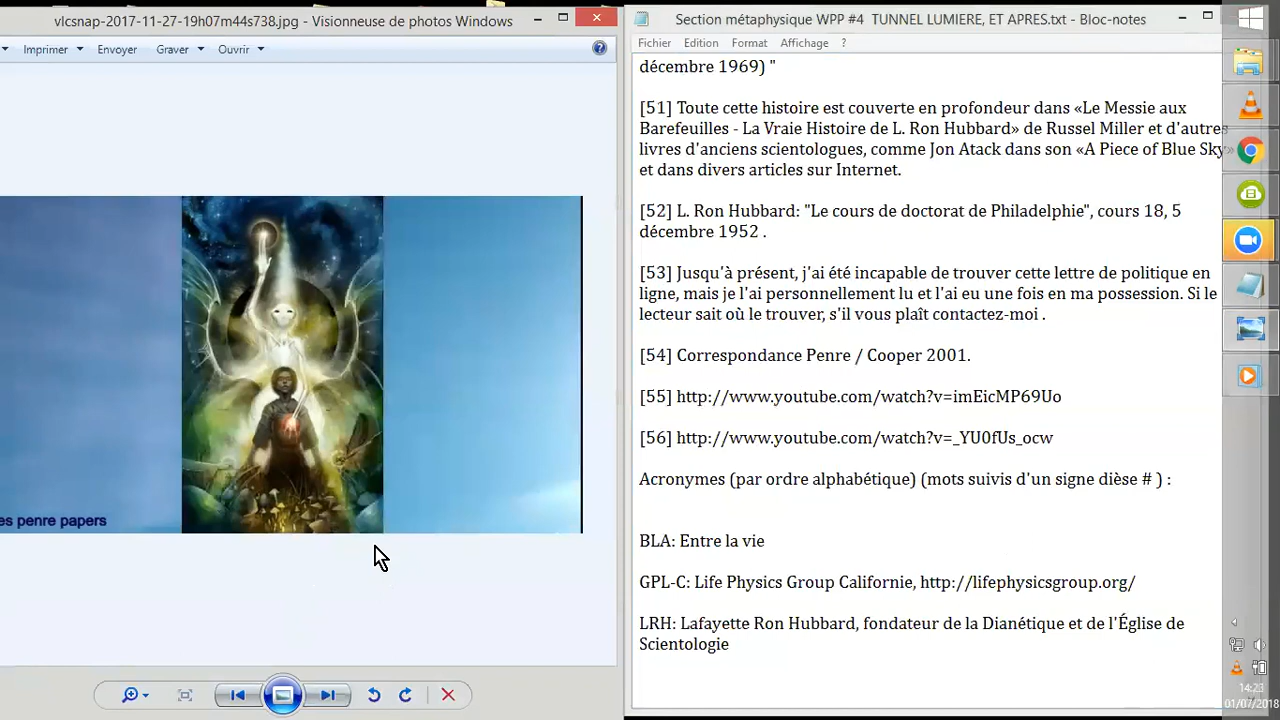 vlcsnap-2017-11-27-19h07m44s738.jpg - Visionneuse de photos Windows
Imprimer Envoyer Graver Ouvrir
es penre papers
Section métaphysique WPP #4 TUNNEL LUMIERE, ET APRES.txt - Bloc-notes
Fichier Edition Format Affichage ?
décembre 1969) "
[51] Toute cette histoire est couverte en profondeur dans «Le Messie aux
Barefeuilles - La Vraie Histoire de L. Ron Hubbard» de Russel Miller et d'autres
livres d'anciens scientologues, comme Jon Atack dans son «A Piece of Blue Sky»
et dans divers articles sur Internet.
[52] L. Ron Hubbard: "Le cours de doctorat de Philadelphie", cours 18, 5
décembre 1952 .
[53] Jusqu'à présent, j'ai été incapable de trouver cette lettre de politique en
ligne, mais je l'ai personnellement lu et l'ai eu une fois en ma possession. Si le
lecteur sait où le trouver, s'il vous plaît contactez-moi .
[54] Correspondance Penre / Cooper 2001.
[55] http://www.youtube.com/watch?v=imEicMP69Uo
[56] http://www.youtube.com/watch?v=_YU0fUs_ocw
Acronymes (par ordre alphabétique) (mots suivis d'un signe dièse # ) :
BLA: Entre la vie
GPL-C: Life Physics Group Californie, http://lifephysicsgroup.org/
LRH: Lafayette Ron Hubbard, fondateur de la Dianétique et de l'Église de
Scientologie
14:23
01/07/2018